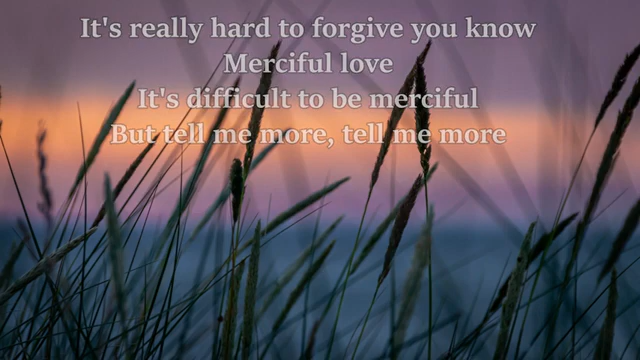 It's really hard to forgive you know
Merciful love
It's difficult to be merciful
But tell me more, tell me more